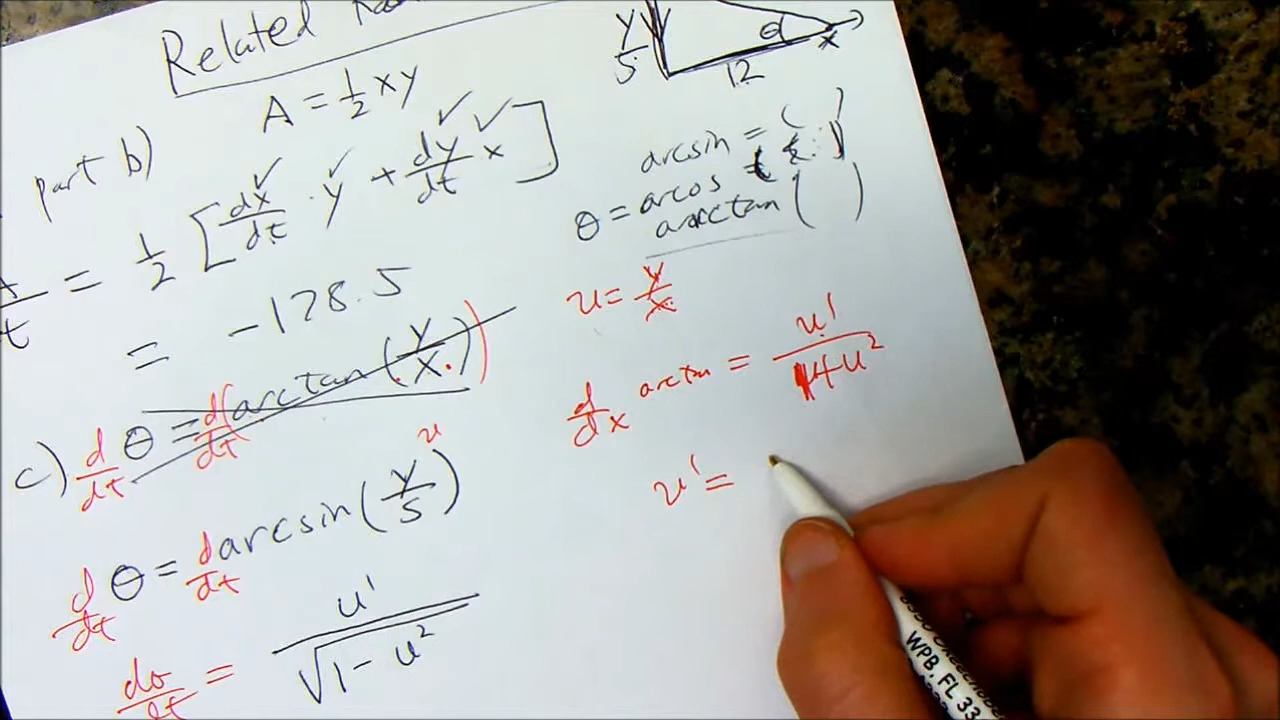 Related
A = 1/2 xy
part b)
= 1/2 [dx/dt · y + dy/dt x]
= -178.5
c) d/dt θ = d/dt (arctan(y/x))
u
d/dt θ = d/dt arcsin(y/5)
dθ/dt = u'/√1-u²
y
5
θ
12
x
arcsin = ( )
θ = arcos
arctan ( )
u = y/x
d/dx arctan = u'/1+u²
u' =
WPB, FL 33